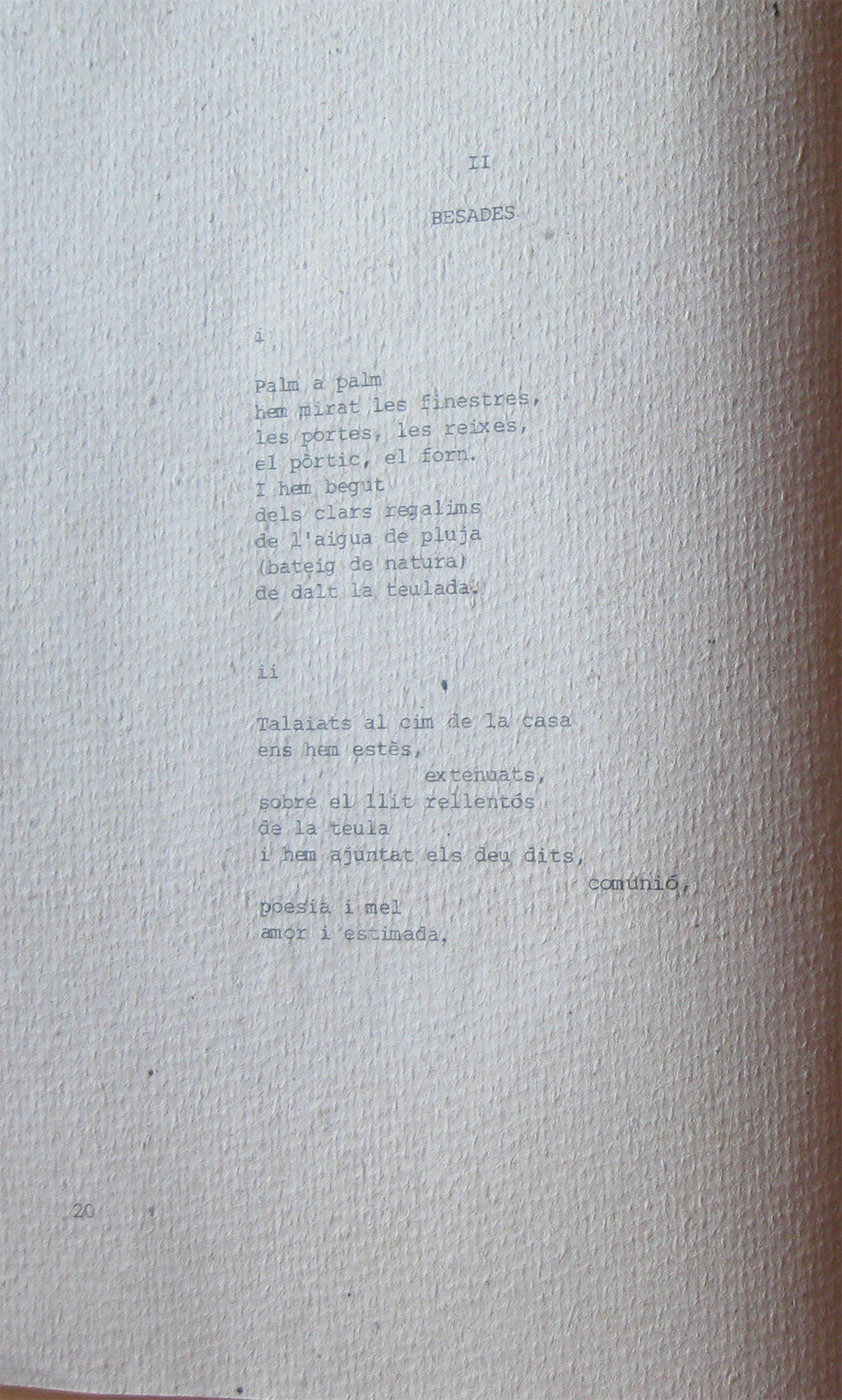 II
BESADES
i
Palm a palm
hem mirat les finestres,
les portes, les reixes,
el pòrtic, el forn.
I hem begut
dels clars regalims
de l'aigua de pluja
(bateig de natura)
de dalt la teulada.
ii
Talaiats al cim de la casa
ens hem estès,
extenuats,
sobre el llit rellentós
de la teula
i hem ajuntat els deu dits,
comunió,
poesia i mel
amor i estimada.
20